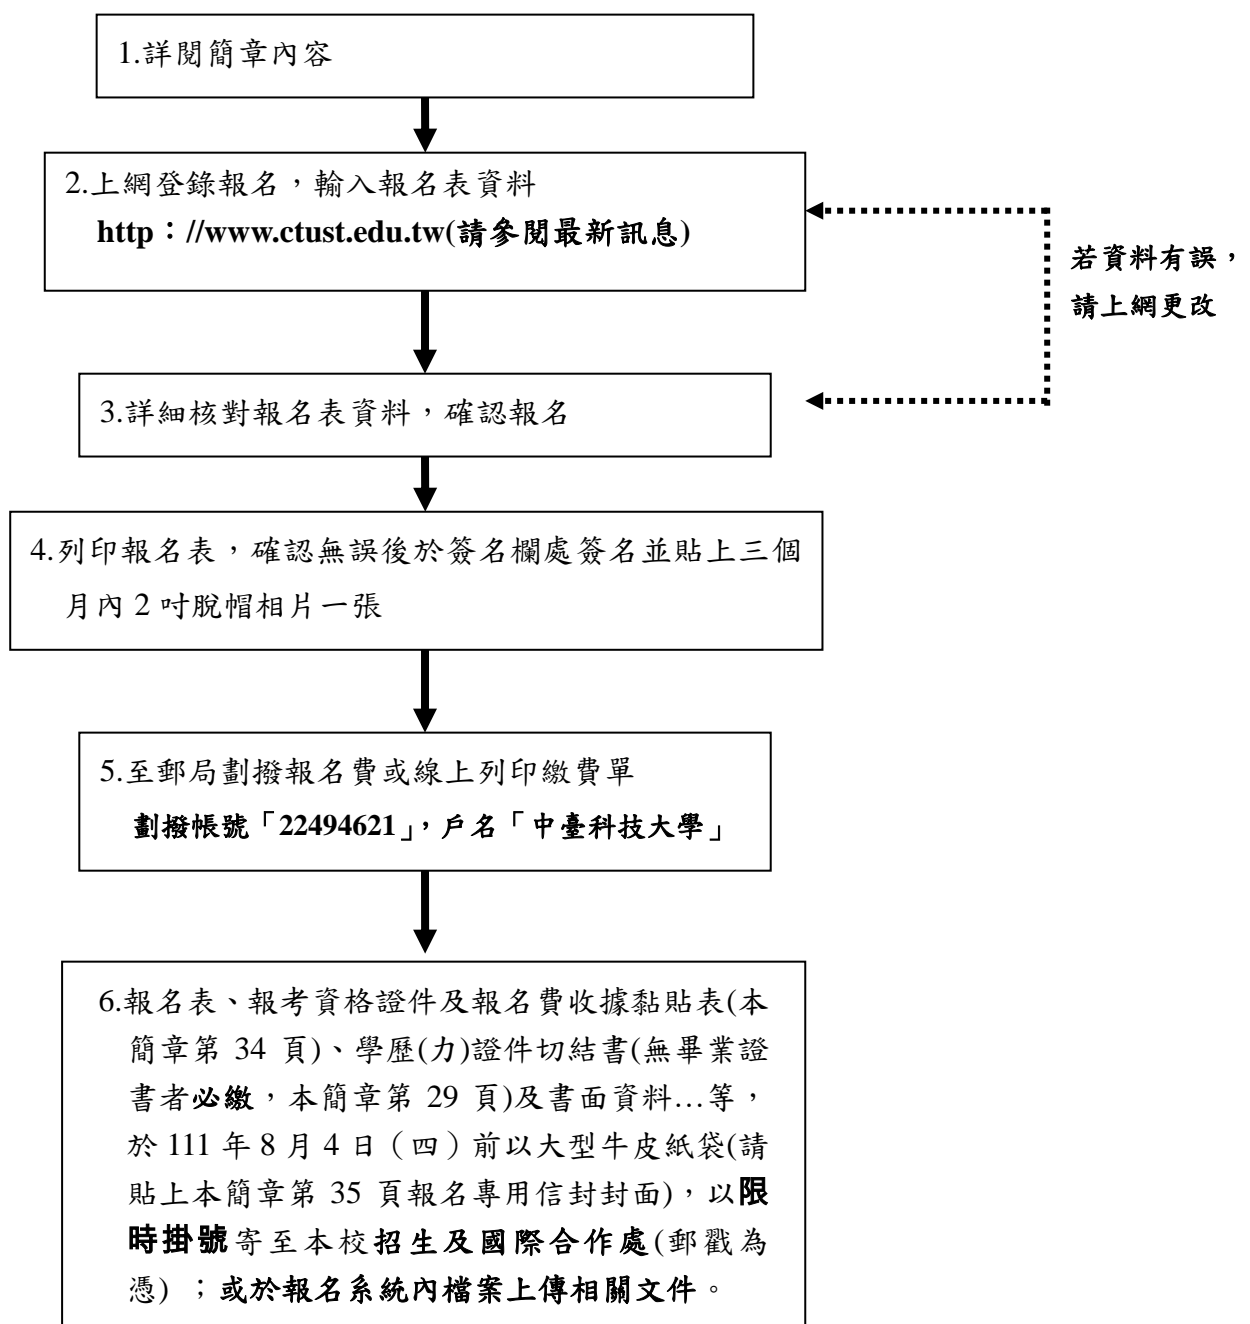 1.詳閱簡章內容
2.上網登錄報名，輸入報名表資料
http：//www.ctust.edu.tw(請參閱最新訊息)
若資料有誤，
請上網更改
3.詳細核對報名表資料，確認報名
4.列印報名表，確認無誤後於簽名欄處簽名並貼上三個
月內 2 吋脫帽相片一張
5.至郵局劃撥報名費或線上列印繳費單
劃撥帳號「22494621」，戶名「中臺科技大學」
6.報名表、報考資格證件及報名費收據黏貼表(本
簡章第 34 頁)、學歷(力)證件切結書(無畢業證
書者必繳，本簡章第 29 頁)及書面資料…等，
於 111 年 8 月 4 日（四）前以大型牛皮紙袋(請
貼上本簡章第 35 頁報名專用信封封面)，以限
時掛號寄至本校招生及國際合作處(郵戳為
憑) ；或於報名系統內檔案上傳相關文件。